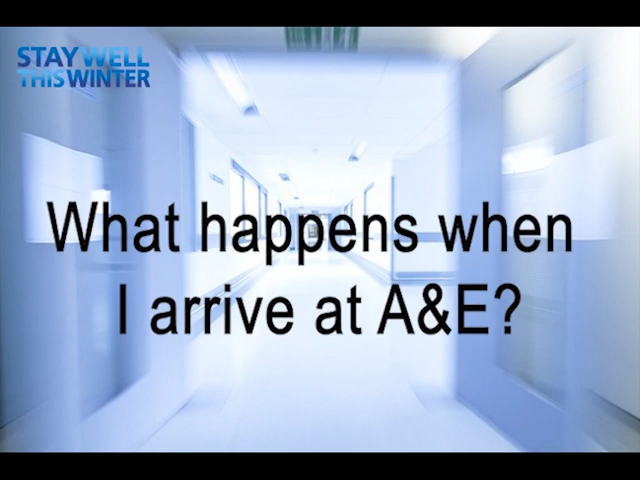 STAY WELL
THIS WINTER
What happens when
I arrive at A&E?